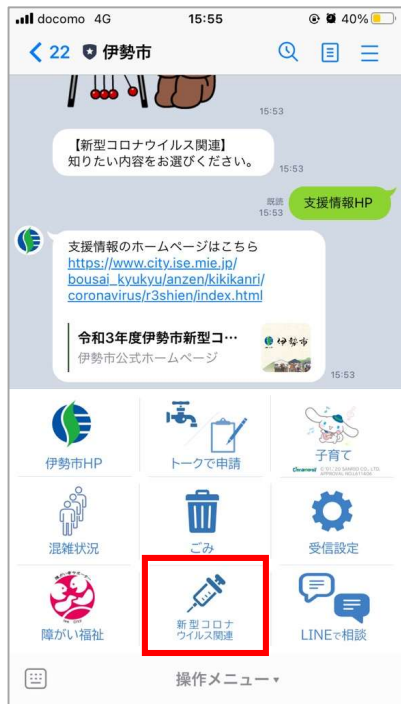 docomo 4G 15:55 40%
22 伊勢市
15:53
【新型コロナウイルス関連】
知りたい内容をお選びください。
15:53
既読
15:53
支援情報HP
支援情報のホームページはこちら
https://www.city.ise.mie.jp/
bousai_kyukyu/anzen/kikikanri/
coronavirus/r3shien/index.html
令和3年度伊勢市新型コ…
伊勢市公式ホームページ
伊勢市
15:53
伊勢市HP
トークで申請
子育て
混雑状況
ごみ
受信設定
障がい福祉
新型コロナ
ウイルス関連
LINEで相談
操作メニュー▼